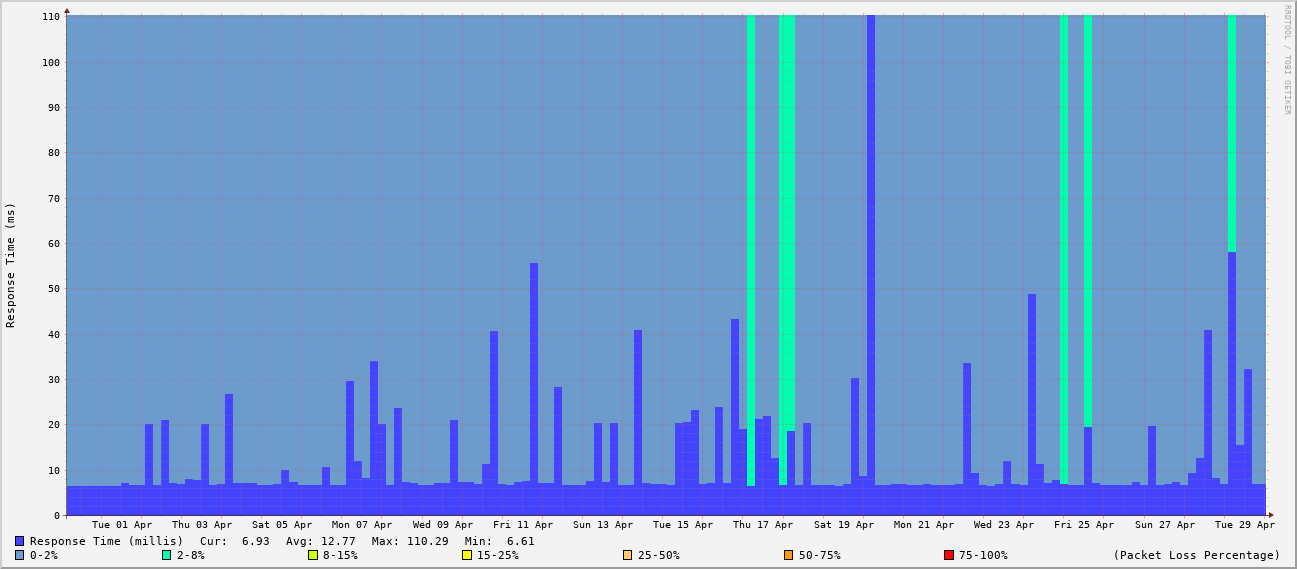 RRDTOOL / TOBI OETIKER
Response Time (ms)
110
100
90
80
70
60
50
40
30
20
10
0
Tue 01 Apr Thu 03 Apr Sat 05 Apr Mon 07 Apr Wed 09 Apr Fri 11 Apr Sun 13 Apr Tue 15 Apr Thu 17 Apr Sat 19 Apr Mon 21 Apr Wed 23 Apr Fri 25 Apr Sun 27 Apr Tue 29 Apr
Response Time (millis) Cur: 6.93 Avg: 12.77 Max: 110.29 Min: 6.61
0-2% 2-8% 8-15% 15-25% 25-50% 50-75% 75-100% (Packet Loss Percentage)